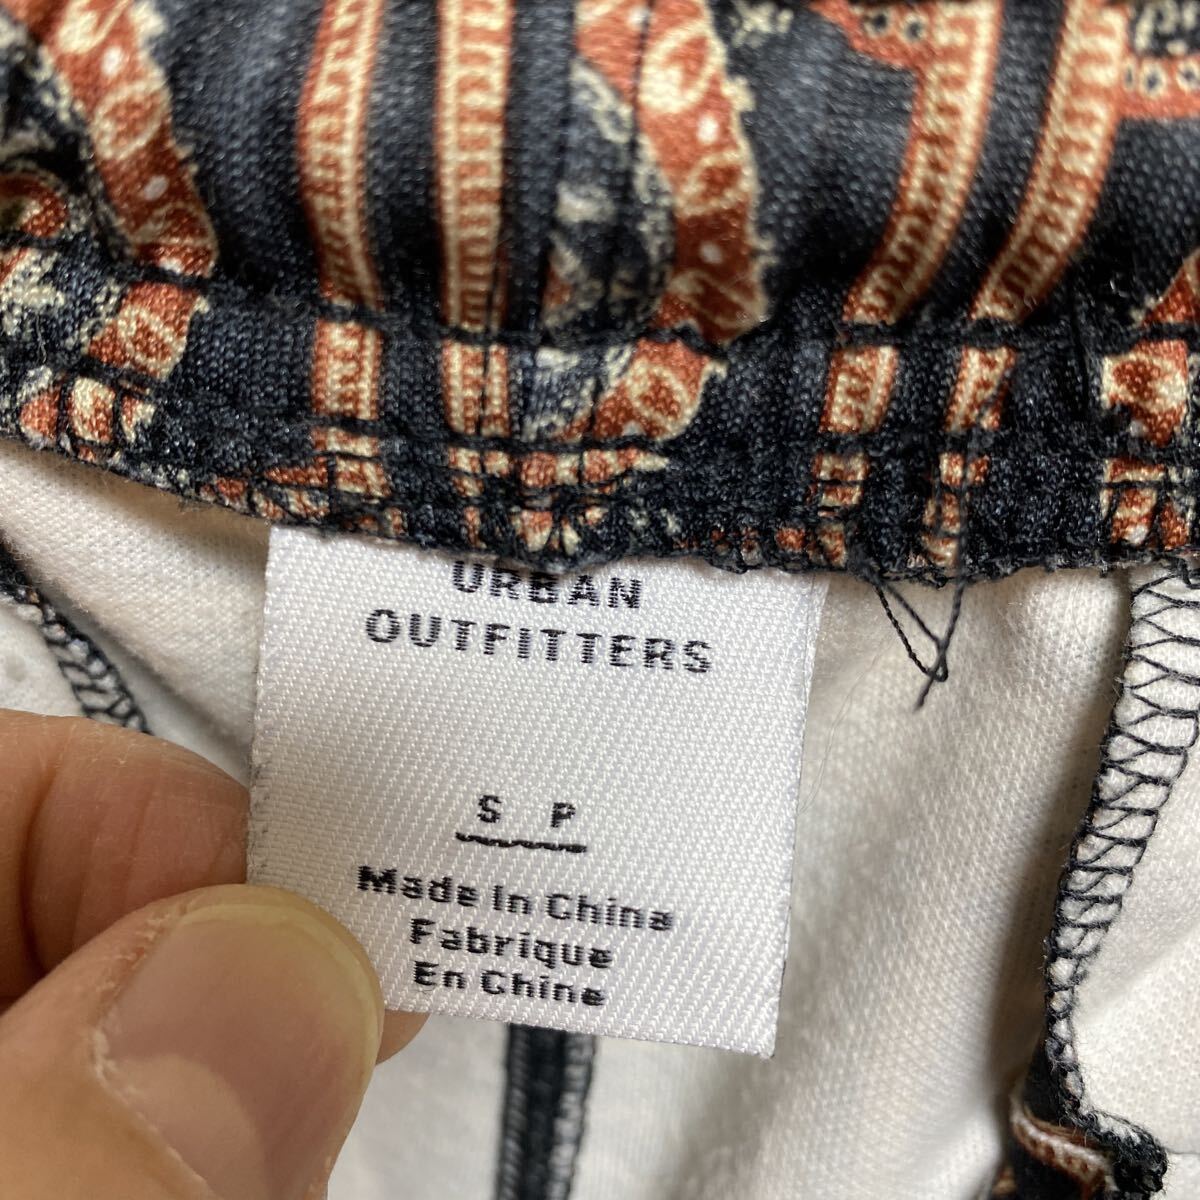 URBAN
OUTFITTERS
S P
Made In China
Fabrique
En Chine